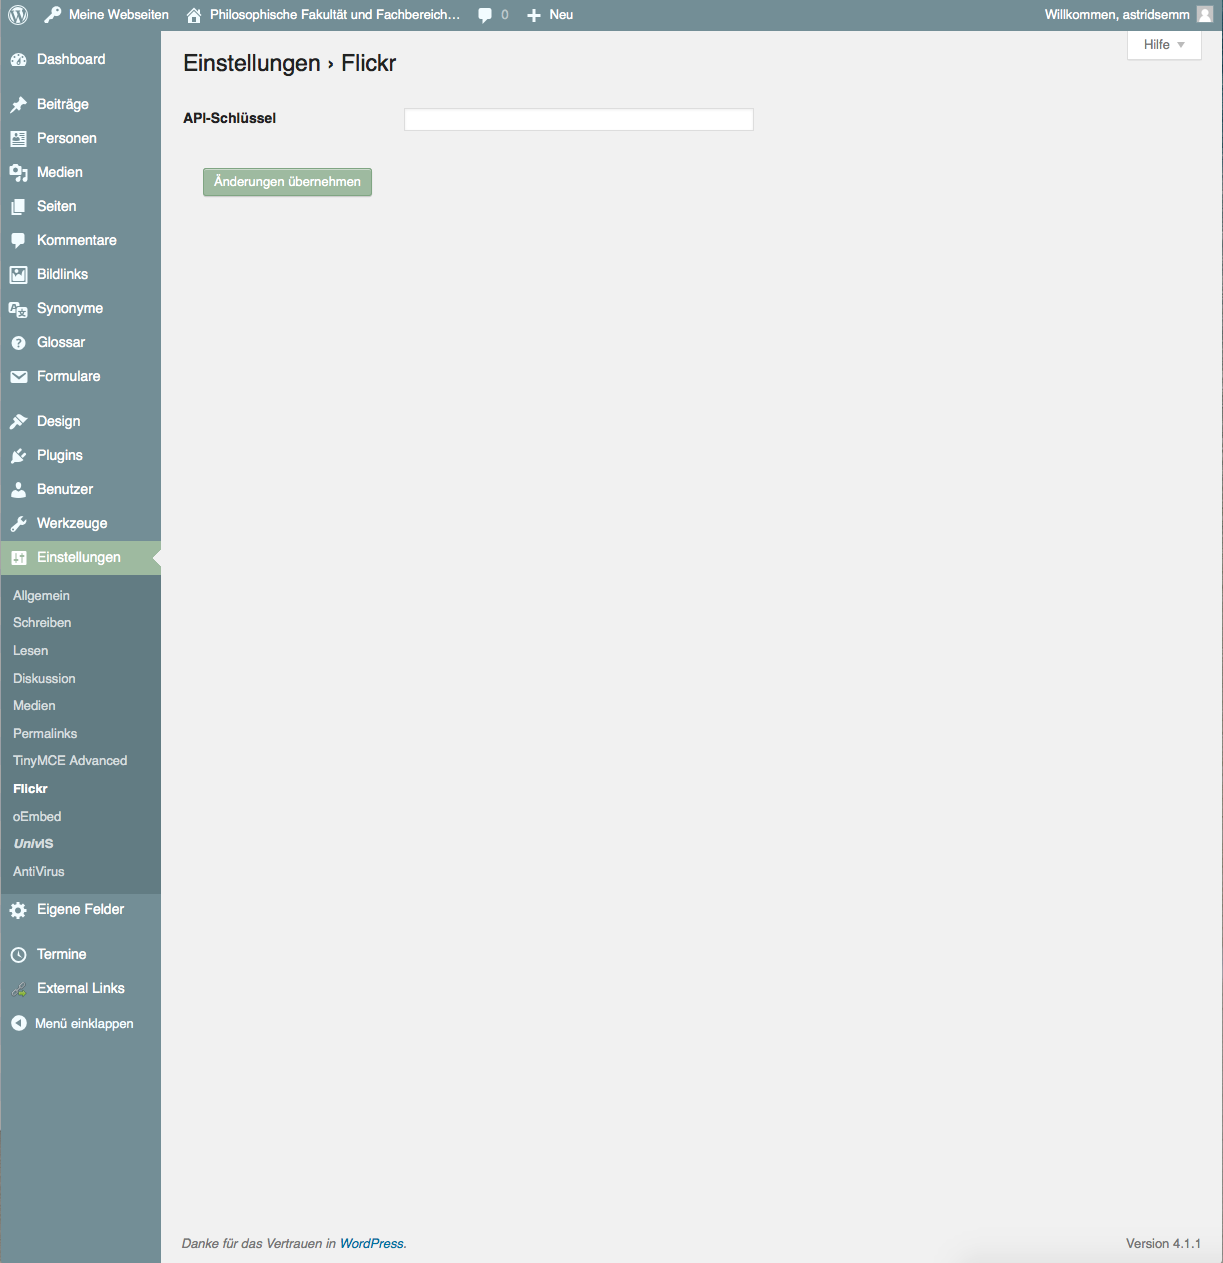 Meine Webseiten Philosophische Fakultät und Fachbereich... 0 Neu Willkommen, astridsemm
Hilfe
Einstellungen › Flickr
API-Schlüssel
Änderungen übernehmen
Dashboard
Beiträge
Personen
Medien
Seiten
Kommentare
Bildlinks
Synonyme
Glossar
Formulare
Design
Plugins
Benutzer
Werkzeuge
Einstellungen
Allgemein
Schreiben
Lesen
Diskussion
Medien
Permalinks
TinyMCE Advanced
Flickr
oEmbed
UnivIS
AntiVirus
Eigene Felder
Termine
External Links
Menü einklappen
Danke für das Vertrauen in WordPress. Version 4.1.1